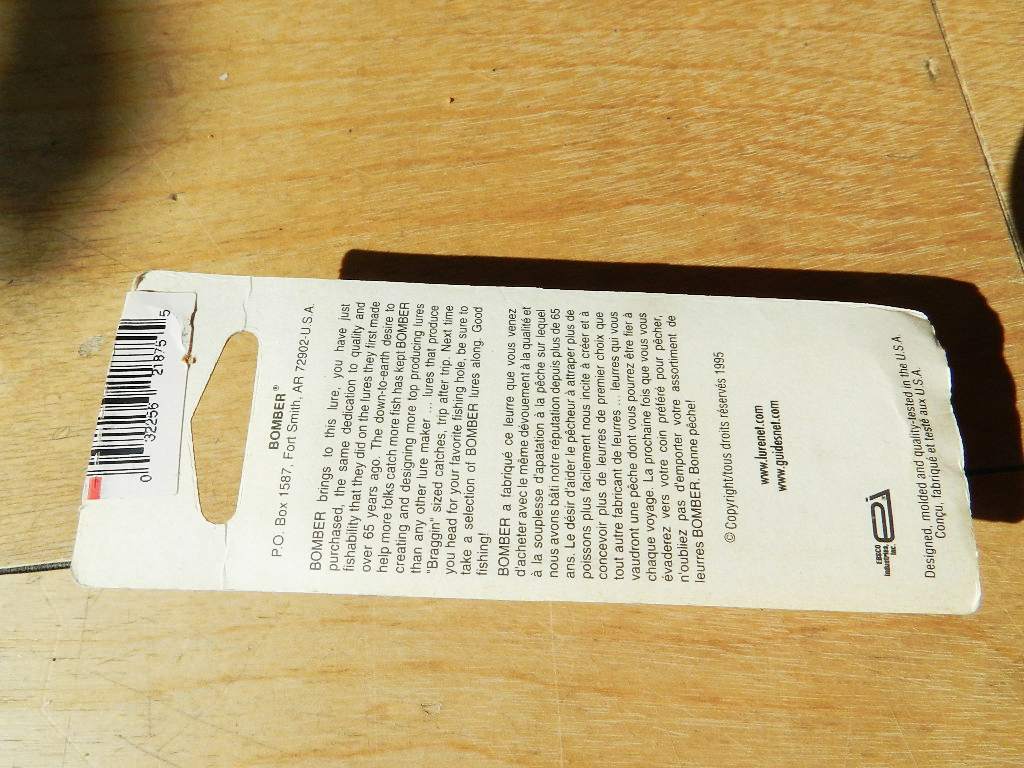 0 32256 21875 5
BOMBER®
P.O. Box 1587, Fort Smith, AR 72902-U.S.A.
BOMBER brings to this lure, you have just
purchased, the same dedication to quality and
fishability that they did on the lures they first made
over 65 years ago. The down-to-earth desire to
help more folks catch more fish has kept BOMBER
creating and designing more top producing lures
than any other lure maker ... lures that produce
"Braggin" sized catches, trip after trip. Next time
you head for your favorite fishing hole, be sure to
take a selection of BOMBER lures along. Good
fishing!
BOMBER a fabriqué ce leurre que vous venez
d'acheter avec le même dévouement à la qualité et
à la souplesse d'apatation à la pêche sur lequel
nous avons bâti notre réputation depuis plus de 65
ans. Le désir d'aider le pêcheur à attraper plus de
poissons plus facilement nous incite à créer et à
concevoir plus de leurres de premier choix que
tout autre fabricant de leurres ... leurres qui vous
vaudront une pêche dont vous pourrez être fier à
chaque voyage. La prochaine fois que vous vous
évaderez vers votre coin préféré pour pêcher,
n'oubliez pas d'emporter votre assortiment de
leurres BOMBER. Bonne pêche!
© Copyright/tous droits réservés 1995
www.lurenet.com
www.guidesnet.com
EBSCO
Industries,
Inc.
Designed, molded and quality-tested in the U.S.A.
Conçu, fabriqué et testé aux U.S.A.